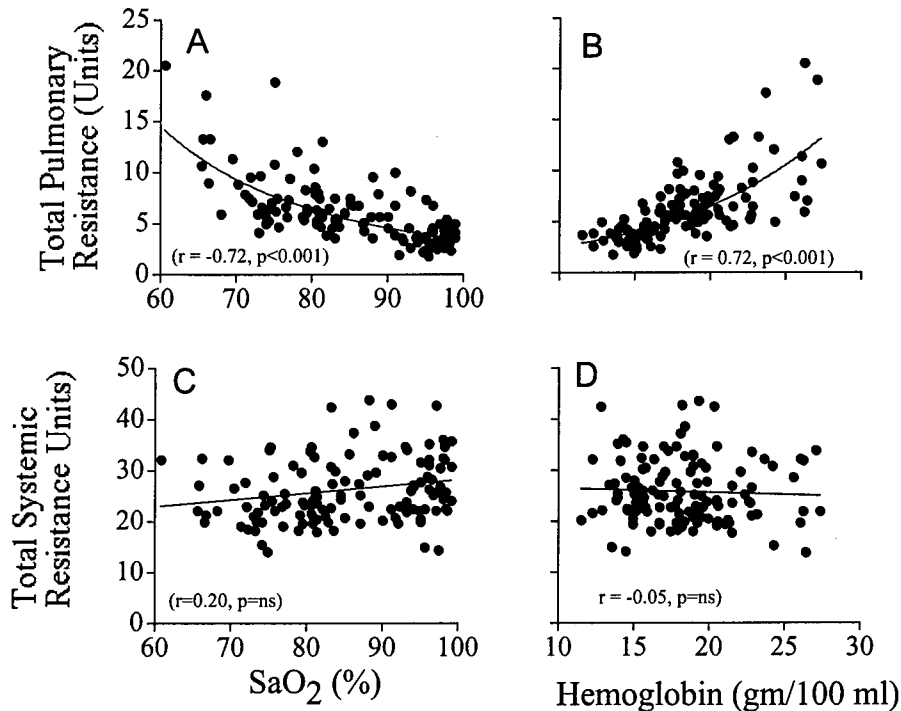 Total Pulmonary
Resistance (Units)
25
20
15
10
5
0
A
(r = -0.72, p<0.001)
60
70
80
90
100
B
(r = 0.72, p<0.001)
Total Systemic
Resistance Units)
50
40
30
20
10
0
C
(r=0.20, p=ns)
60
70
80
90
100
SaO2 (%)
D
r = -0.05, p=ns)
10
15
20
30
Hemoglobin (gm/100 ml)